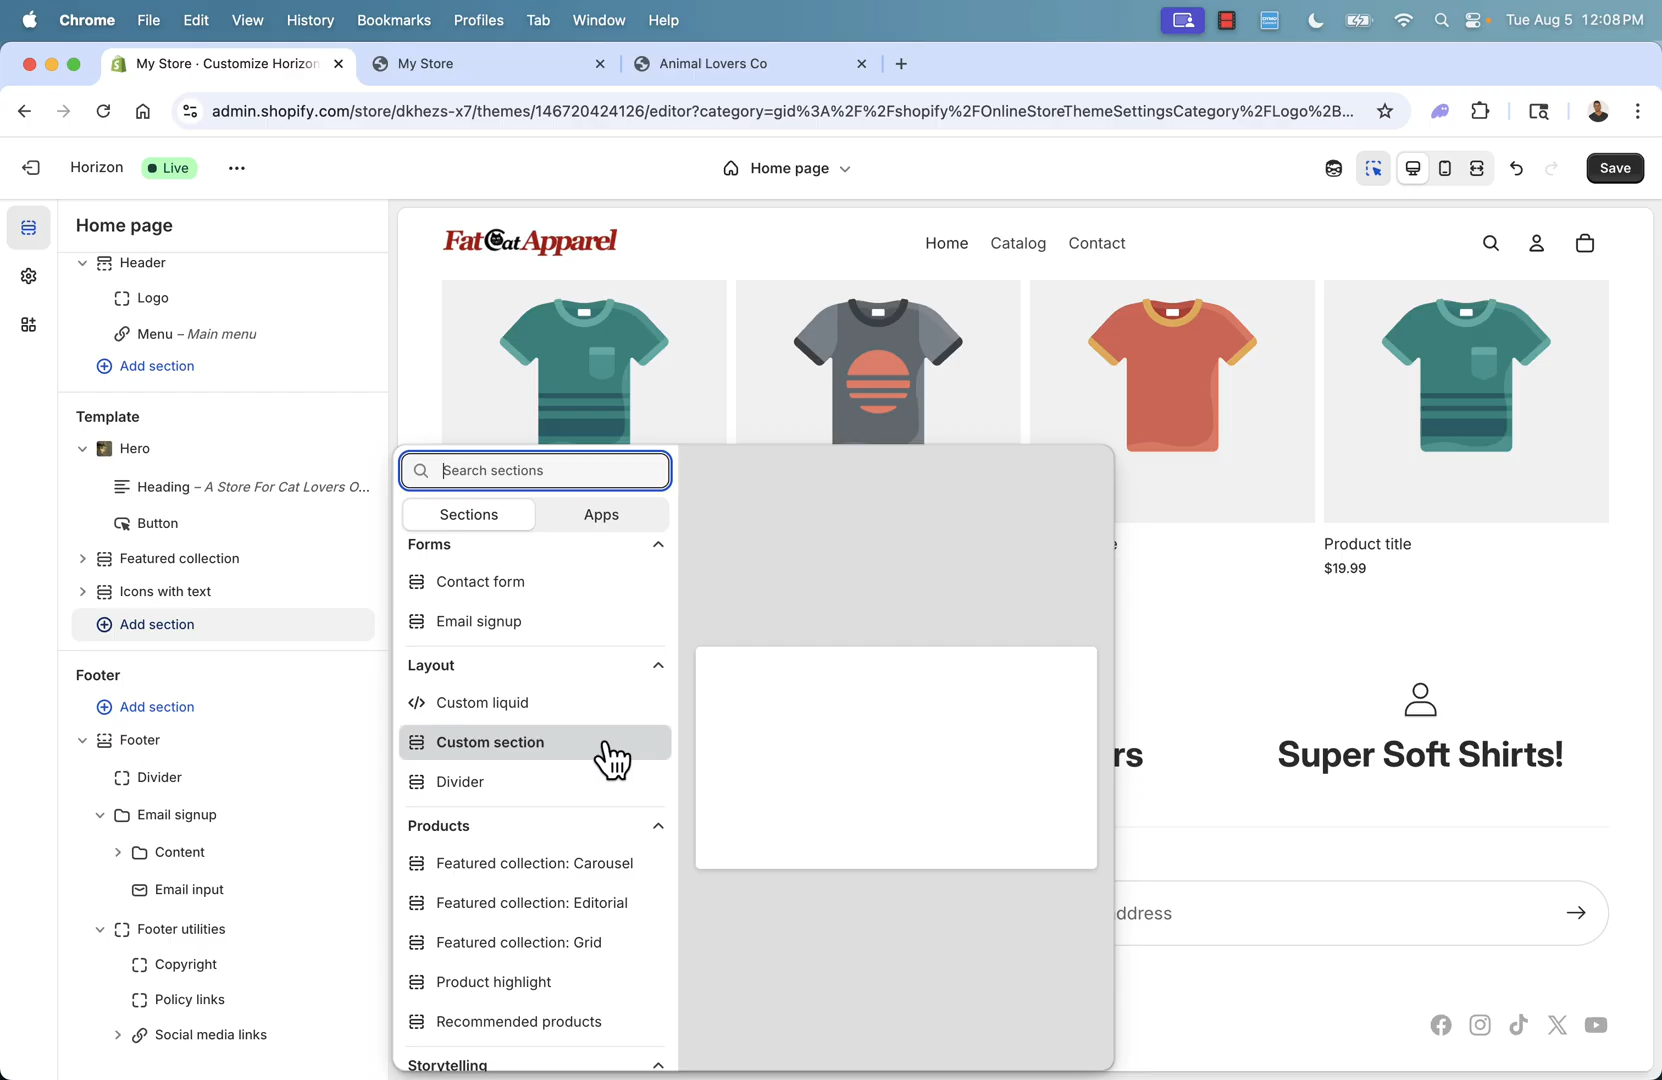 Chrome File Edit View History Bookmarks Profiles Tab Window Help
Tue Aug 5 12:08 PM
My Store · Customize Horizon
My Store
Animal Lovers Co
admin.shopify.com/store/dkhezs-x7/themes/146720424126/editor?category=gid%3A%2F%2Fshopify%2FOnlineStoreThemeSettingsCategory%2FLogo%2B...
Horizon
Live
Home page
Save
Home page
Header
Logo
Menu – Main menu
Add section
Template
Hero
Heading – A Store For Cat Lovers O...
Button
Featured collection
Icons with text
Add section
Footer
Add section
Footer
Divider
Email signup
Content
Email input
Footer utilities
Copyright
Policy links
Social media links
Search sections
Sections
Apps
Forms
Contact form
Email signup
Layout
Custom liquid
Custom section
Divider
Products
Featured collection: Carousel
Featured collection: Editorial
Featured collection: Grid
Product highlight
Recommended products
Storytelling
Fat Cat Apparel
Home Catalog Contact
Product title
$19.99
rs
Super Soft Shirts!
ddress